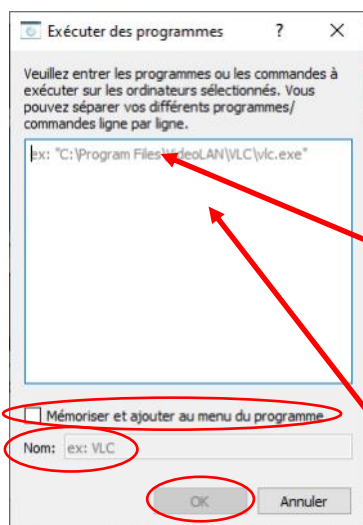 Exécuter des programmes
Veuillez entrer les programmes ou les commandes à
exécuter sur les ordinateurs sélectionnés. Vous
pouvez séparer vos différents programmes/
commandes ligne par ligne.
ex: "C:\Program Files\VideoLAN\VLC\vlc.exe"
Mémoriser et ajouter au menu du programme
Nom: ex: VLC
OK Annuler